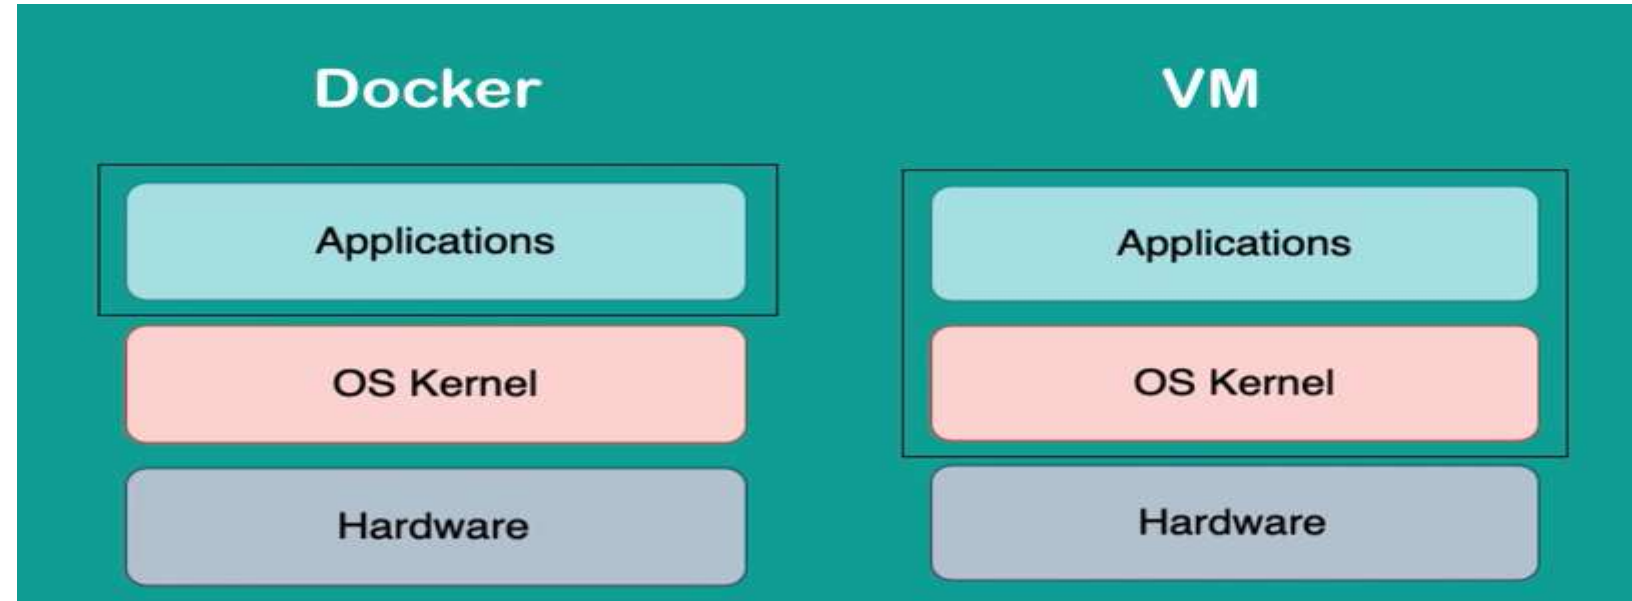 Docker
Applications
OS Kernel
Hardware
VM
Applications
OS Kernel
Hardware